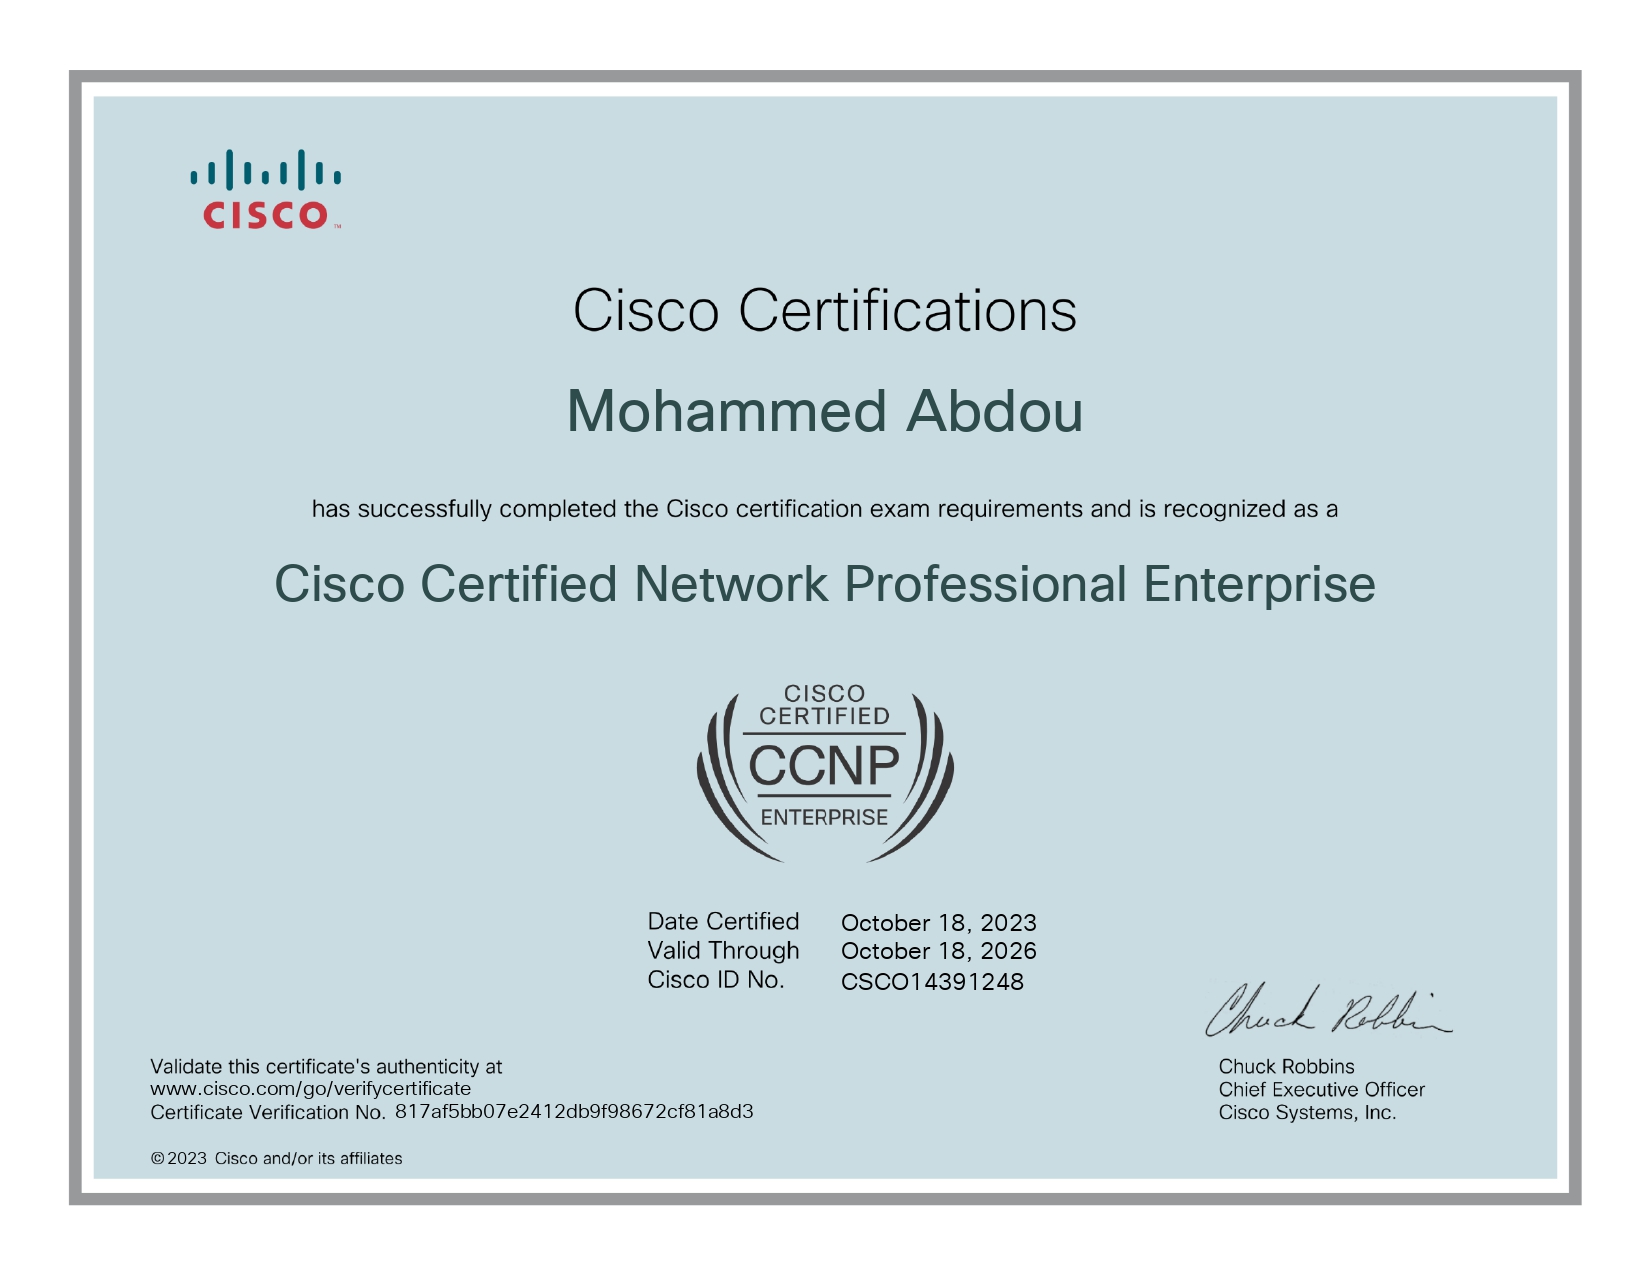 CISCO™
Cisco Certifications
Mohammed Abdou
has successfully completed the Cisco certification exam requirements and is recognized as a
Cisco Certified Network Professional Enterprise
CISCO
CERTIFIED
CCNP
ENTERPRISE
Date Certified October 18, 2023
Valid Through October 18, 2026
Cisco ID No. CSCO14391248
Chuck Robbins
Validate this certificate's authenticity at
www.cisco.com/go/verifycertificate
Certificate Verification No. 817af5bb07e2412db9f98672cf81a8d3
Chuck Robbins
Chief Executive Officer
Cisco Systems, Inc.
©2023 Cisco and/or its affiliates